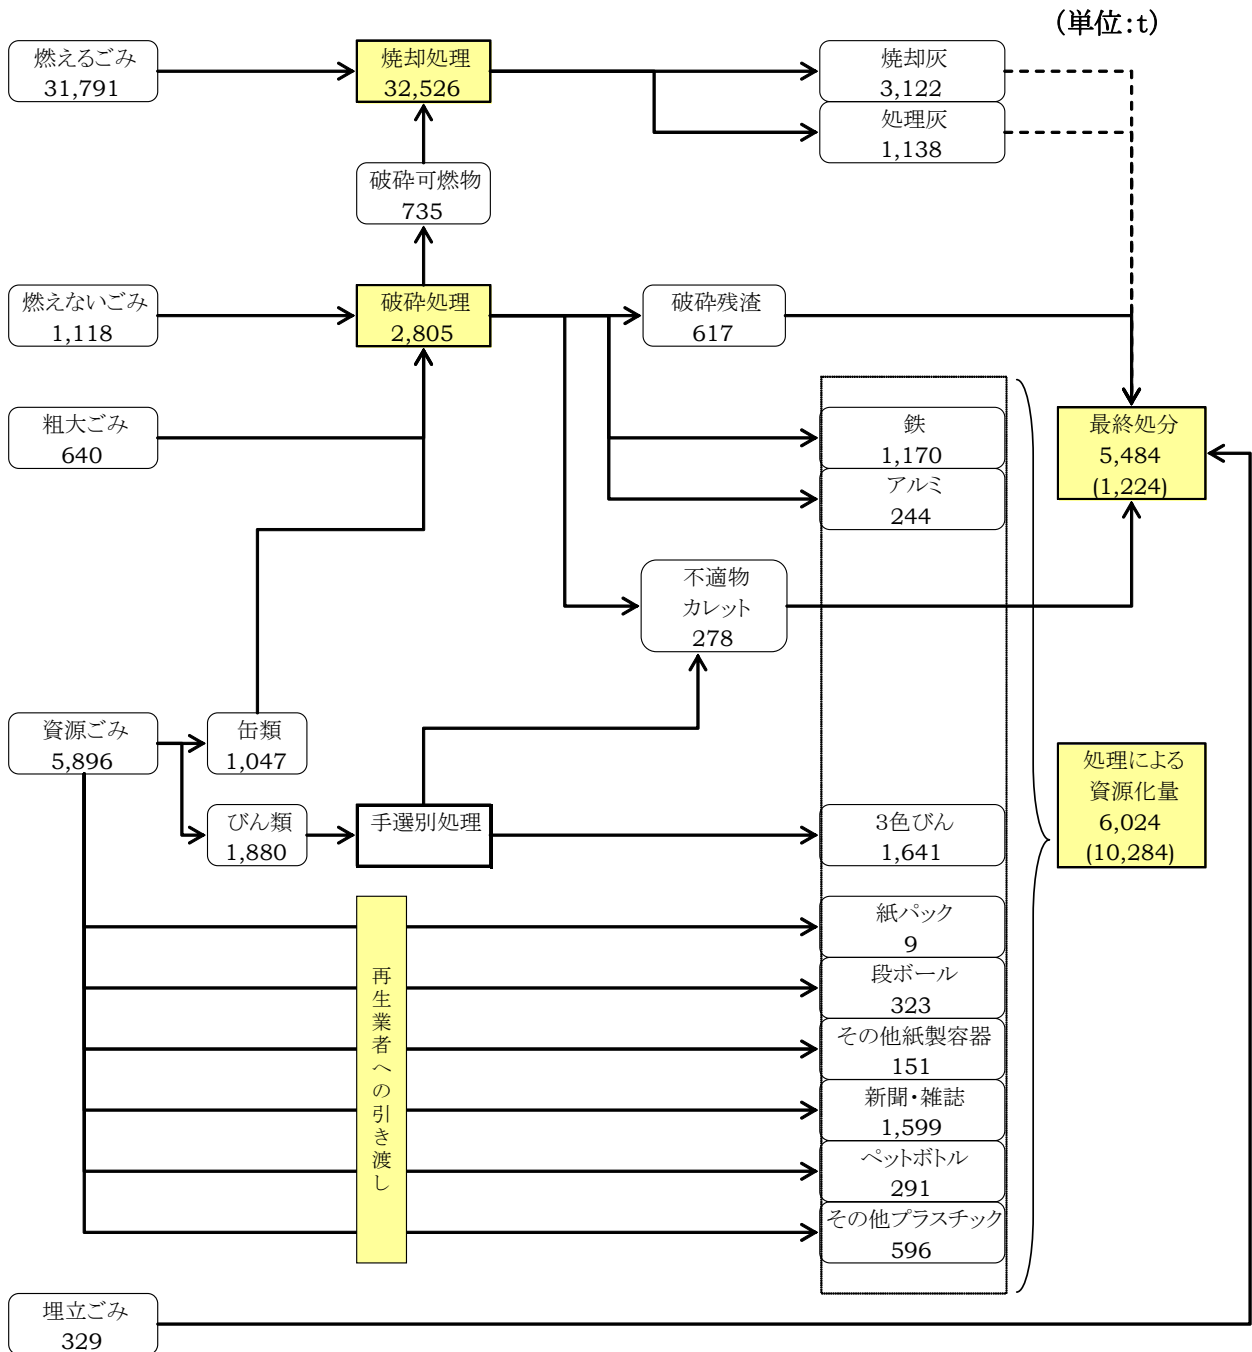 (単位:t)
燃えるごみ
31,791
焼却処理
32,526
焼却灰
3,122
処理灰
1,138
破砕可燃物
735
燃えないごみ
1,118
破砕処理
2,805
破砕残渣
617
粗大ごみ
640
鉄
1,170
アルミ
244
最終処分
5,484
(1,224)
不適物
カレット
278
資源ごみ
5,896
缶類
1,047
びん類
1,880
手選別処理
3色びん
1,641
処理による
資源化量
6,024
(10,284)
再生業者への引き渡し
紙パック
9
段ボール
323
その他紙製容器
151
新聞・雑誌
1,599
ペットボトル
291
その他プラスチック
596
埋立ごみ
329